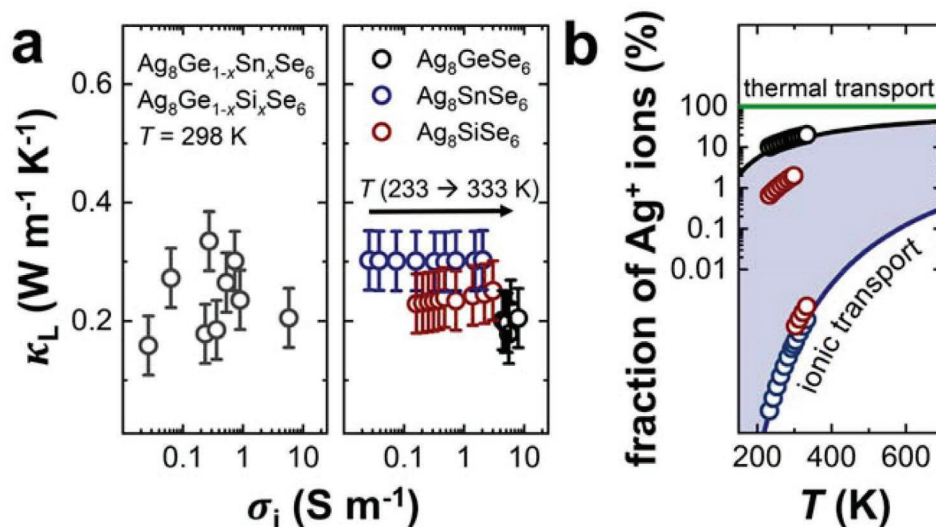 a
κL (W m-1 K-1)
0.6
0.4
0.2
Ag8Ge1-xSnxSe6
Ag8Ge1-xSixSe6
T = 298 K
0.1 1 10
Ag8GeSe6
Ag8SnSe6
Ag8SiSe6
T (233 → 333 K)
0.1 1 10
σi (S m-1)
b
fraction of Ag+ ions (%)
thermal transport
100
10
1
0.1
0.01
ionic transport
200 400 600
T (K)